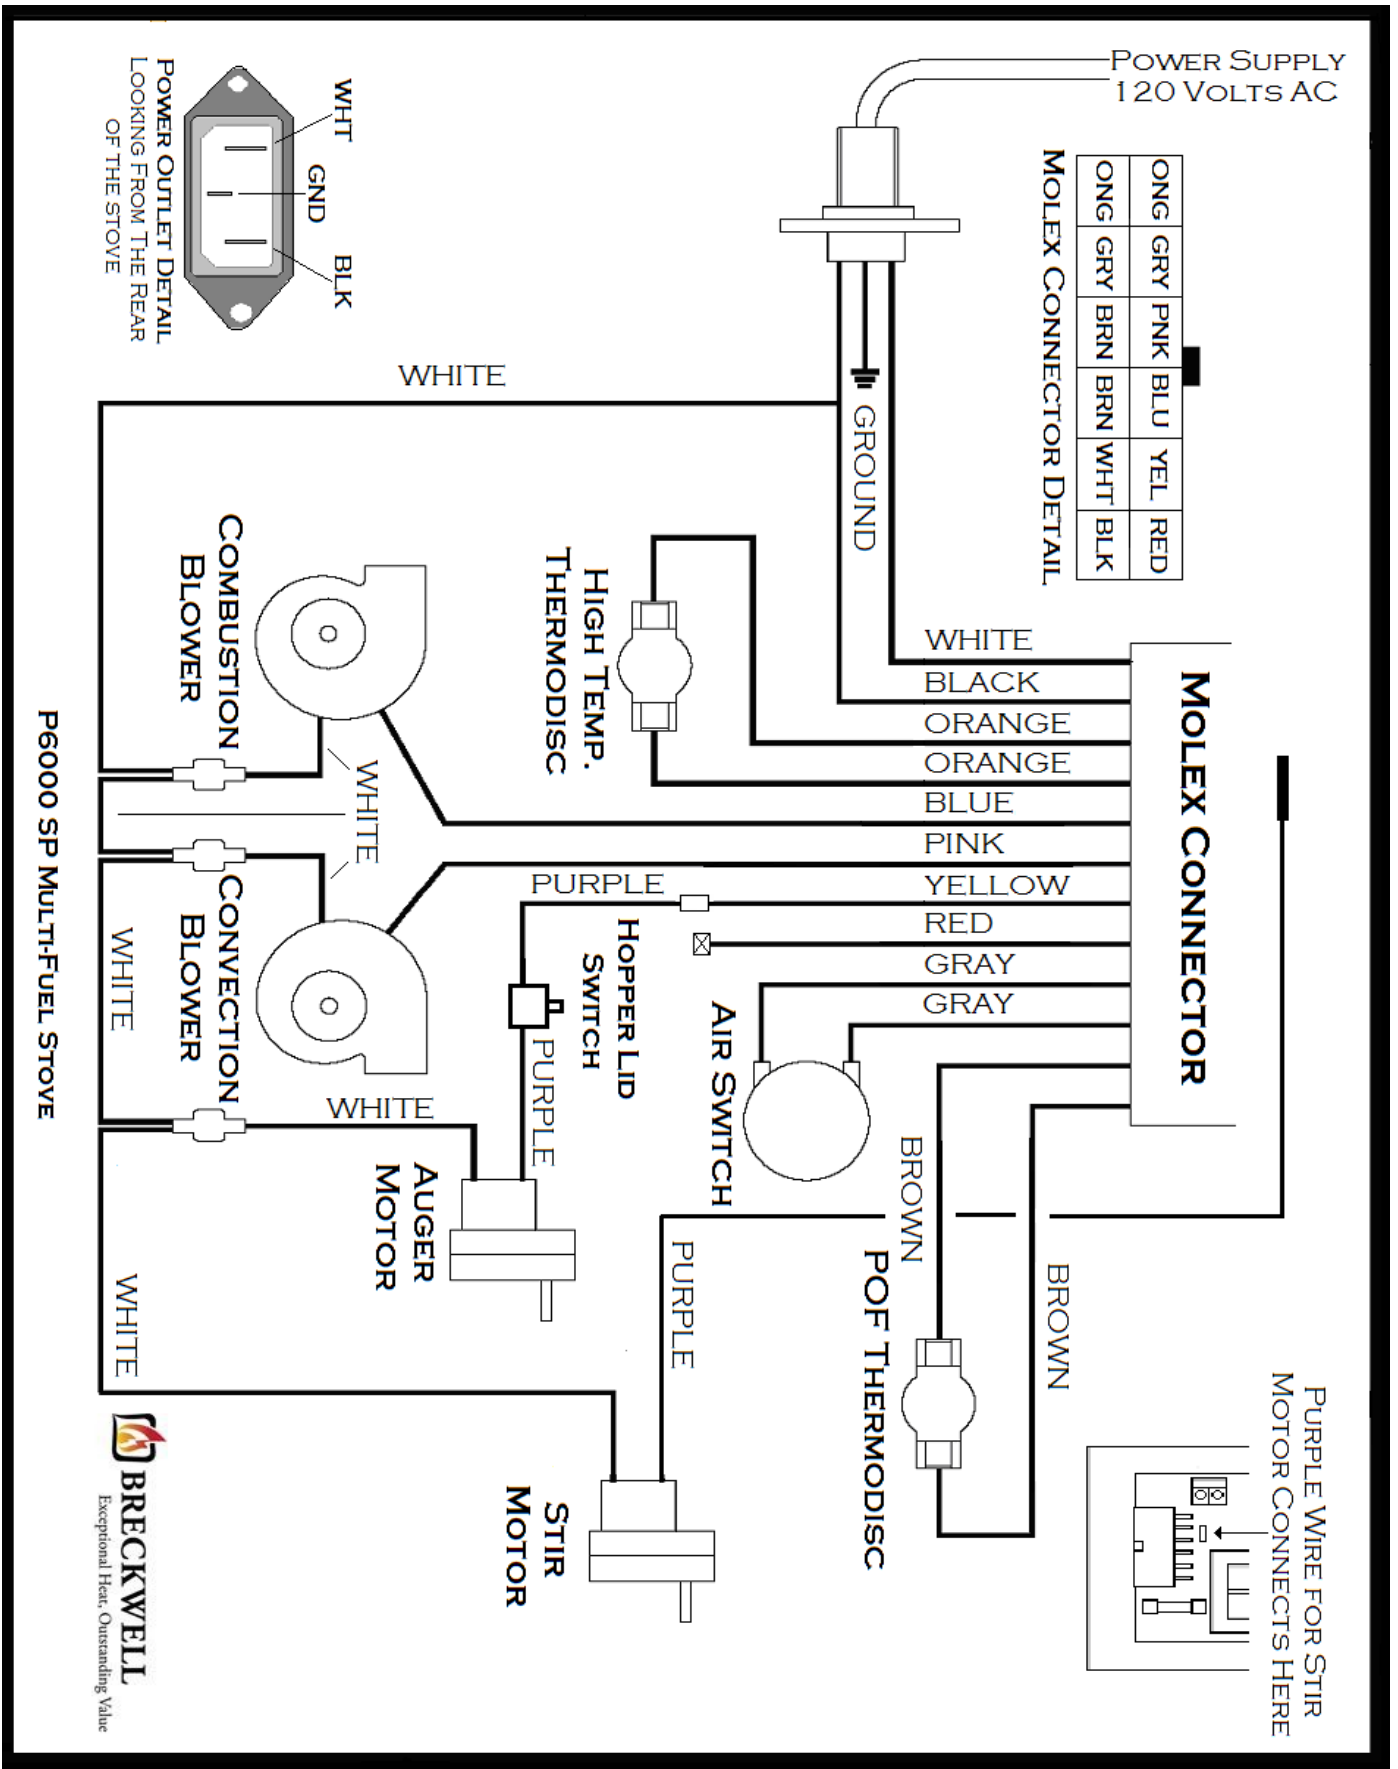 POWER SUPPLY
120 VOLTS AC
ONG GRY PNK BLU YEL RED
ONG GRY BRN BRN WHT BLK
MOLEX CONNECTOR DETAIL
WHT
GND
BLK
POWER OUTLET DETAIL
LOOKING FROM THE REAR
OF THE STOVE
WHITE
GROUND
HIGH TEMP.
THERMODISC
COMBUSTION
BLOWER
WHITE
BLACK
ORANGE
ORANGE
BLUE
PINK
YELLOW
RED
GRAY
GRAY
MOLEX CONNECTOR
WHITE
WHITE
PURPLE
HOPPER LID
SWITCH
PURPLE
AIR SWITCH
CONVECTION
BLOWER
WHITE
WHITE
AUGER
MOTOR
BROWN
BROWN
POF THERMODISC
PURPLE
WHITE
STIR
MOTOR
PURPLE WIRE FOR STIR
MOTOR CONNECTS HERE
P6000 SP MULTI-FUEL STOVE
BRECKWELL
Exceptional Heat, Outstanding Value